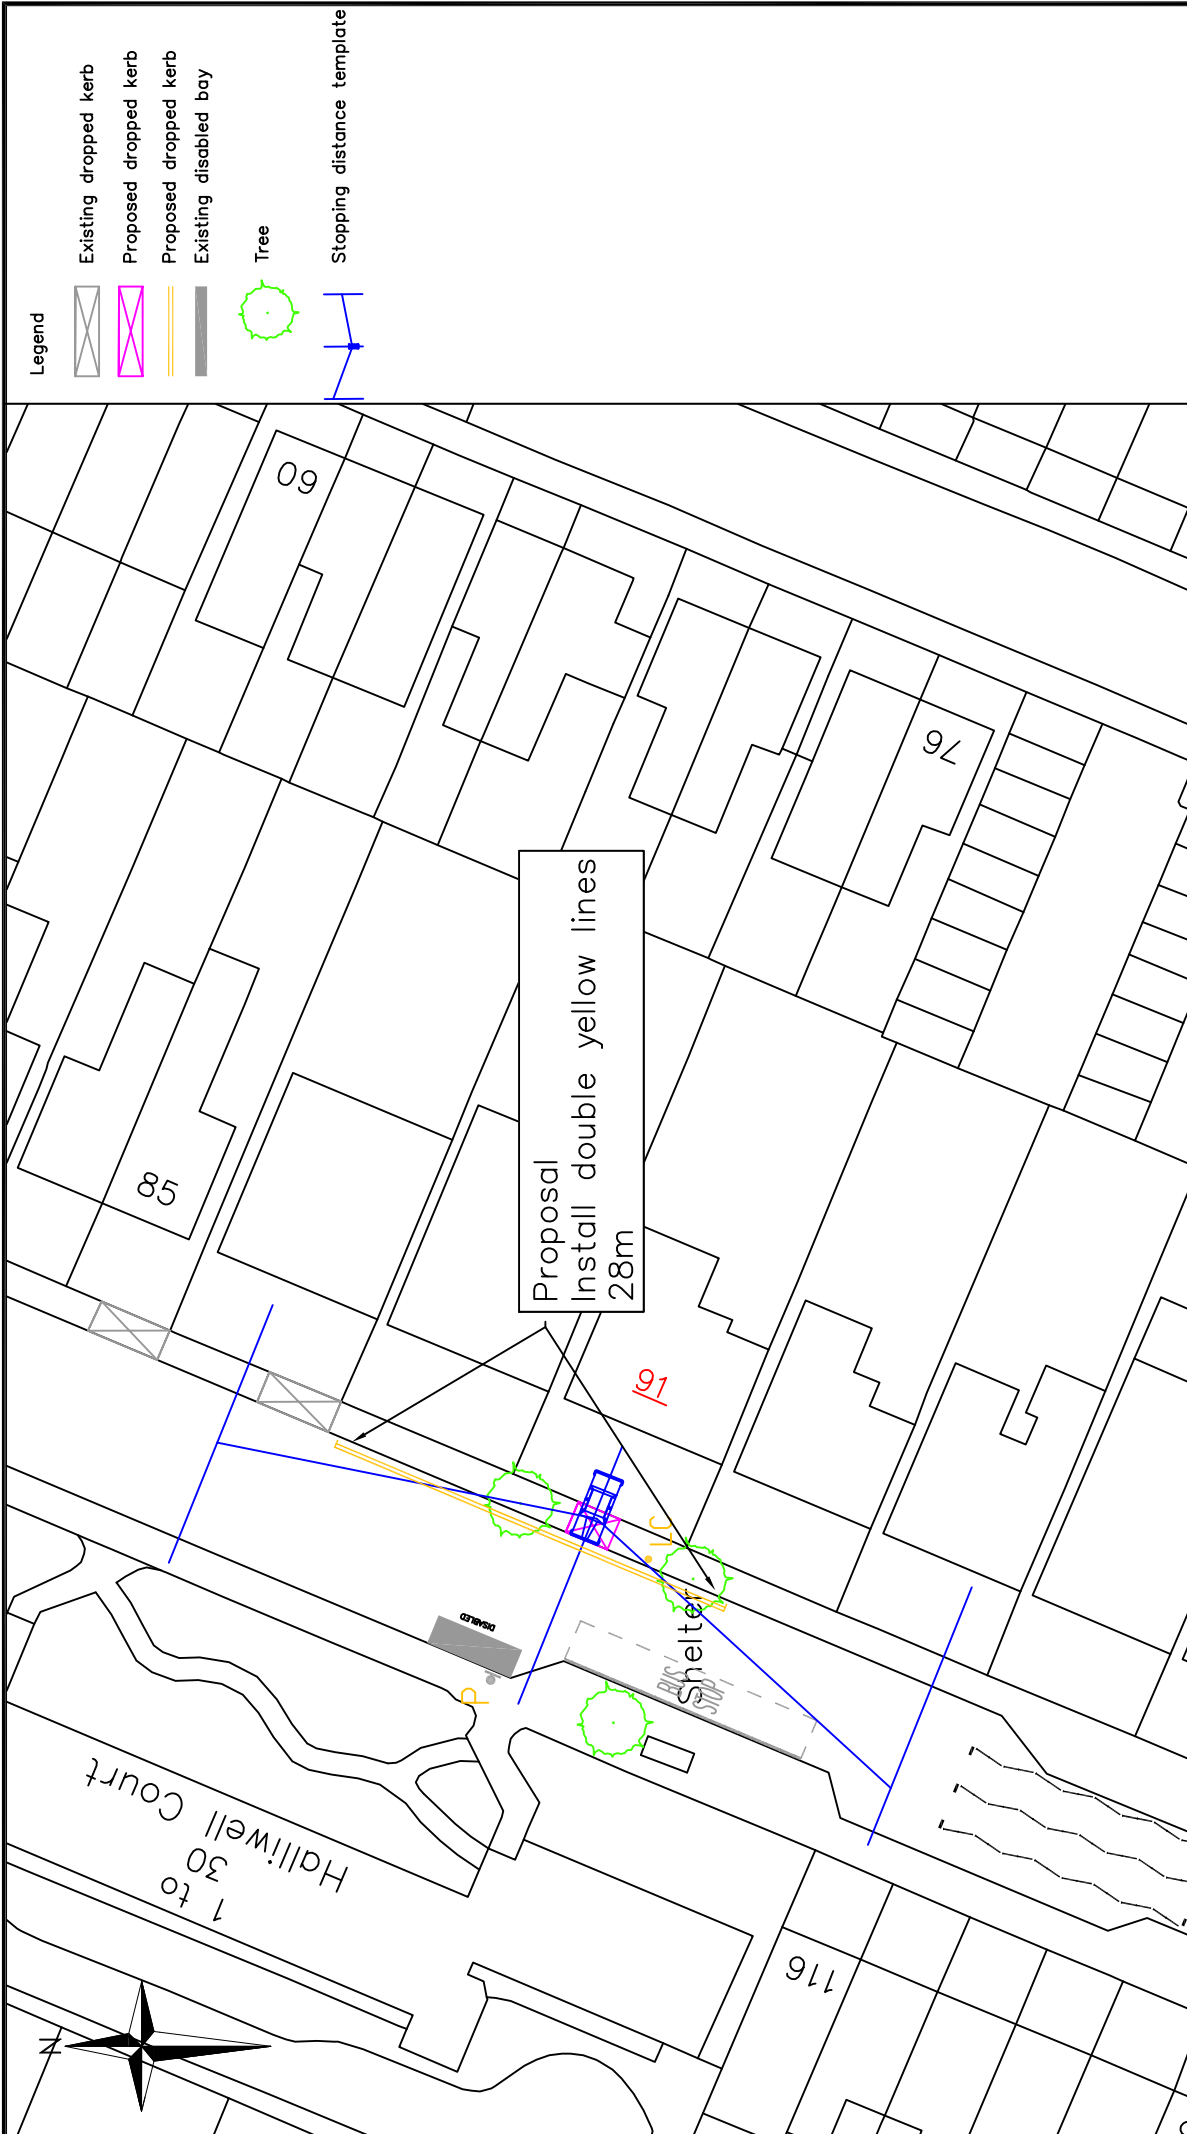 Legend
Existing dropped kerb
Proposed dropped kerb
Proposed dropped kerb
Existing disabled bay
Tree
Stopping distance template
60
76
85
Proposal
Install double yellow lines
28m
91
LC
Shelter
DISABLED
BUS
STOP
P
Halliwell Court
1 to
30
116
N